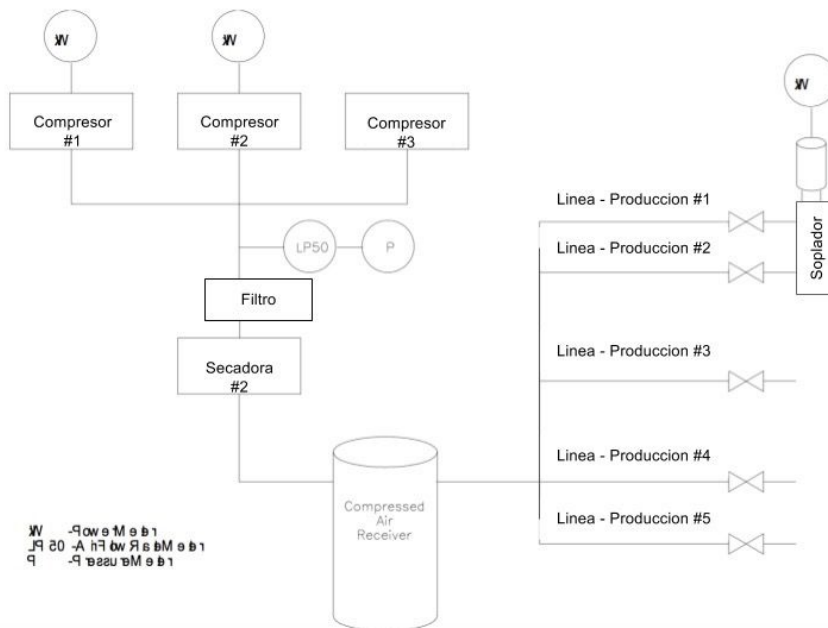 Compresor
#1
Compresor
#2
Compresor
#3
Linea - Produccion #1
LP50
P
Linea - Produccion #2
Soplador
Filtro
Linea - Produccion #3
Secadora
#2
Linea - Produccion #4
Compressed
Air
Receiver
Linea - Produccion #5